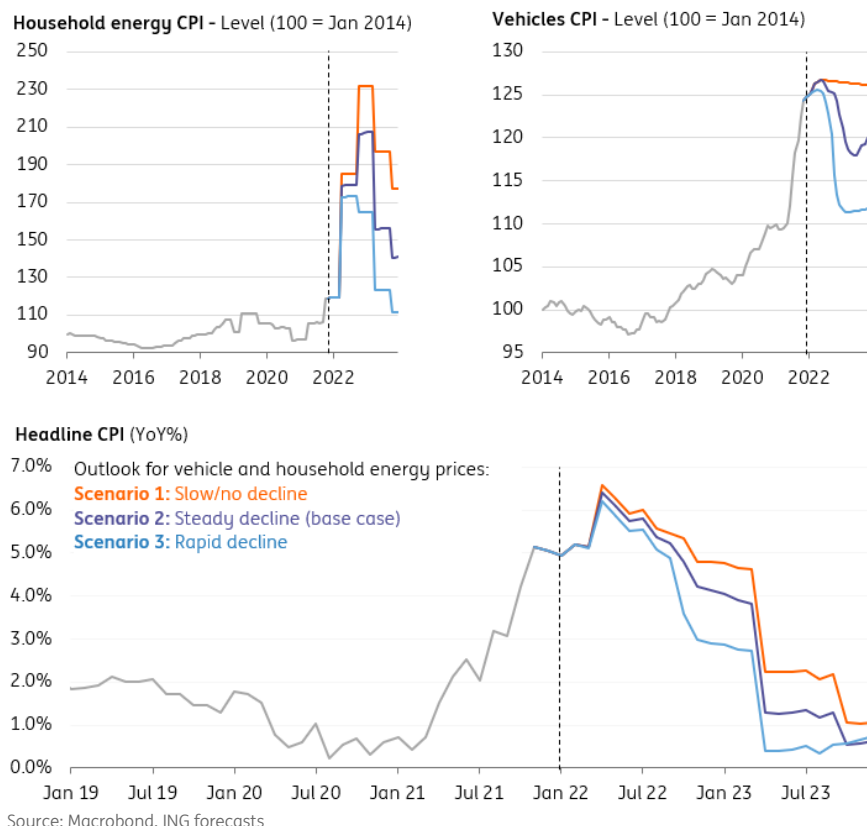 Household energy CPI - Level (100 = Jan 2014)
250
230
210
190
170
150
130
110
90
2014 2016 2018 2020 2022
Vehicles CPI - Level (100 = Jan 2014)
130
125
120
115
110
105
100
95
2014 2016 2018 2020 2022
Headline CPI (YoY%)
7.0%
6.0%
5.0%
4.0%
3.0%
2.0%
1.0%
0.0%
Outlook for vehicle and household energy prices:
Scenario 1: Slow/no decline
Scenario 2: Steady decline (base case)
Scenario 3: Rapid decline
Jan 19 Jul 19 Jan 20 Jul 20 Jan 21 Jul 21 Jan 22 Jul 22 Jan 23 Jul 23
Source: Macrobond, ING forecasts